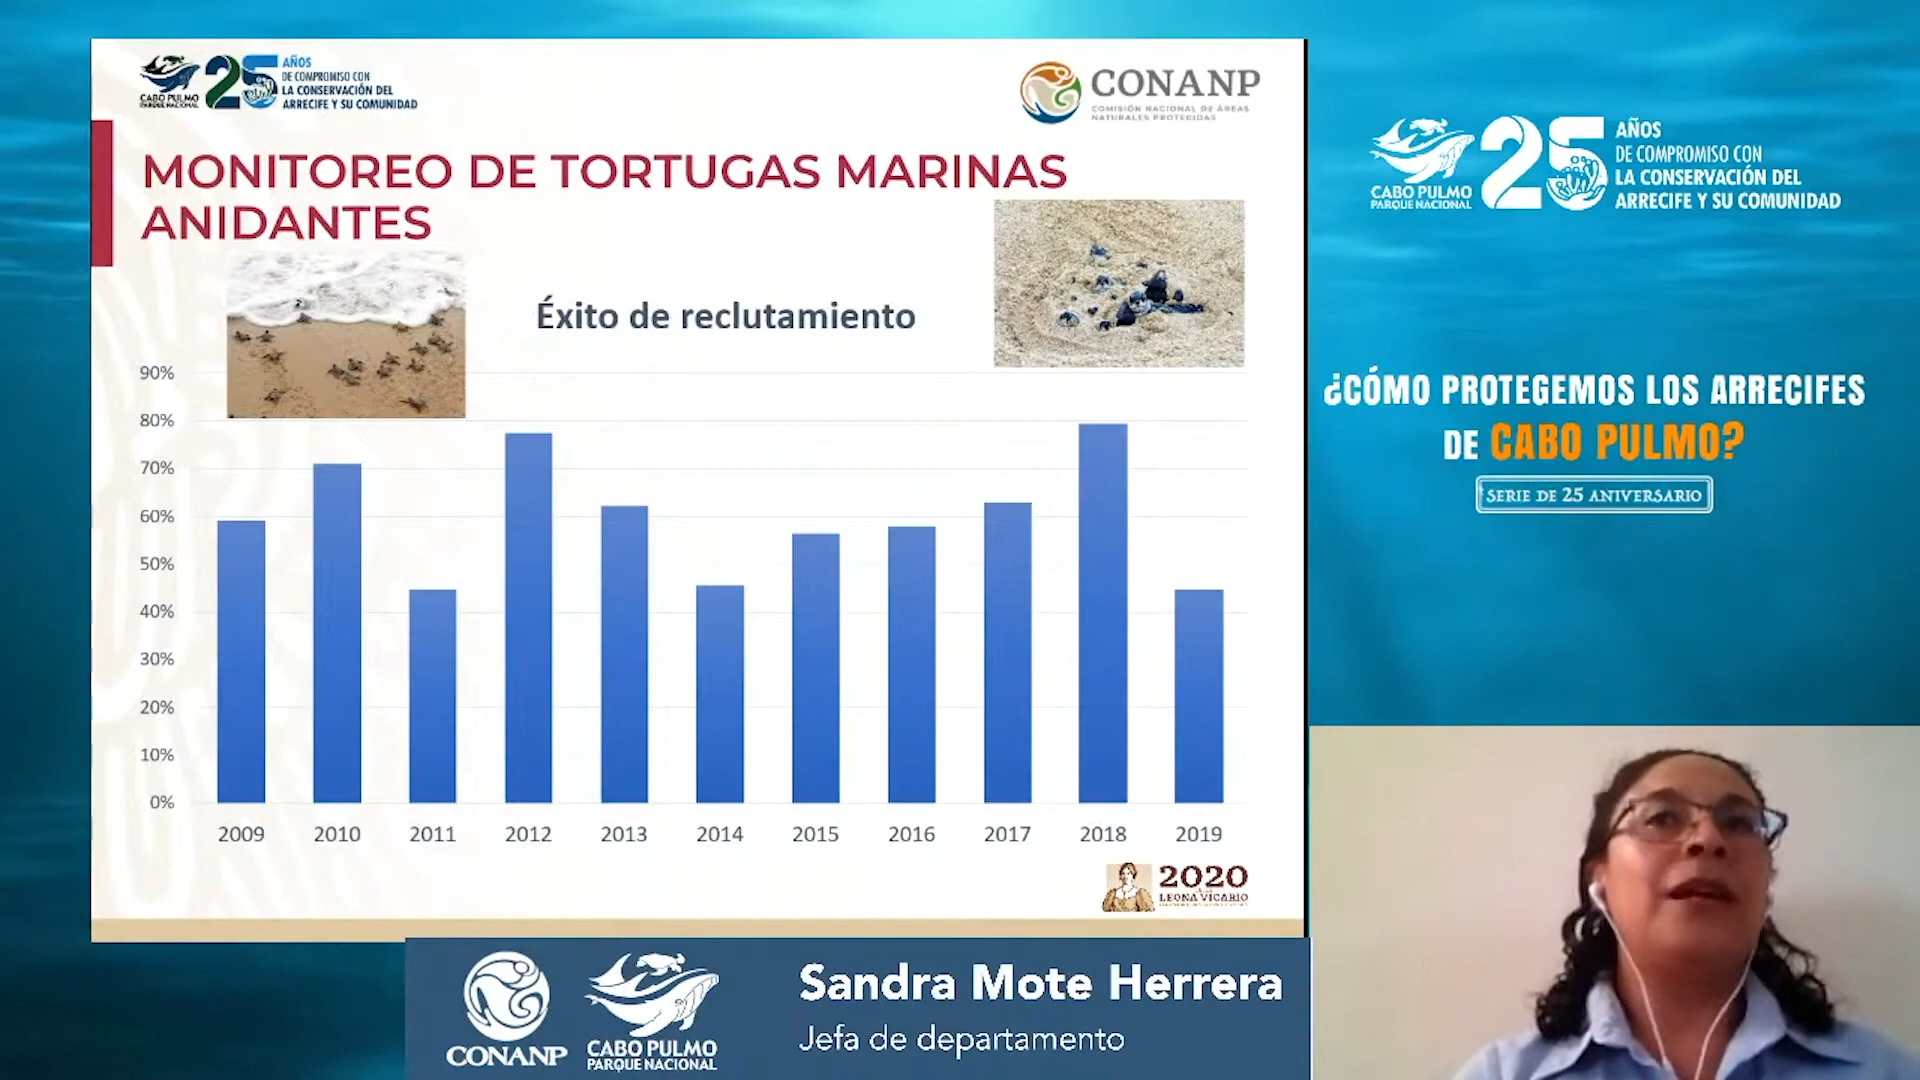 CABO PULMO
PARQUE NACIONAL
25 AÑOS
DE COMPROMISO CON
LA CONSERVACIÓN DEL
ARRECIFE Y SU COMUNIDAD
CONANP
COMISIÓN NACIONAL DE ÁREAS
NATURALES PROTEGIDAS
MONITOREO DE TORTUGAS MARINAS
ANIDANTES
Éxito de reclutamiento
90%
80%
70%
60%
50%
40%
30%
20%
10%
0%
2009 2010 2011 2012 2013 2014 2015 2016 2017 2018 2019
2020
LEONA VICARIO
CABO PULMO
PARQUE NACIONAL
25 AÑOS
DE COMPROMISO CON
LA CONSERVACIÓN DEL
ARRECIFE Y SU COMUNIDAD
¿CÓMO PROTEGEMOS LOS ARRECIFES
DE CABO PULMO?
SERIE DE 25 ANIVERSARIO
CONANP
CABO PULMO
PARQUE NACIONAL
Sandra Mote Herrera
Jefa de departamento